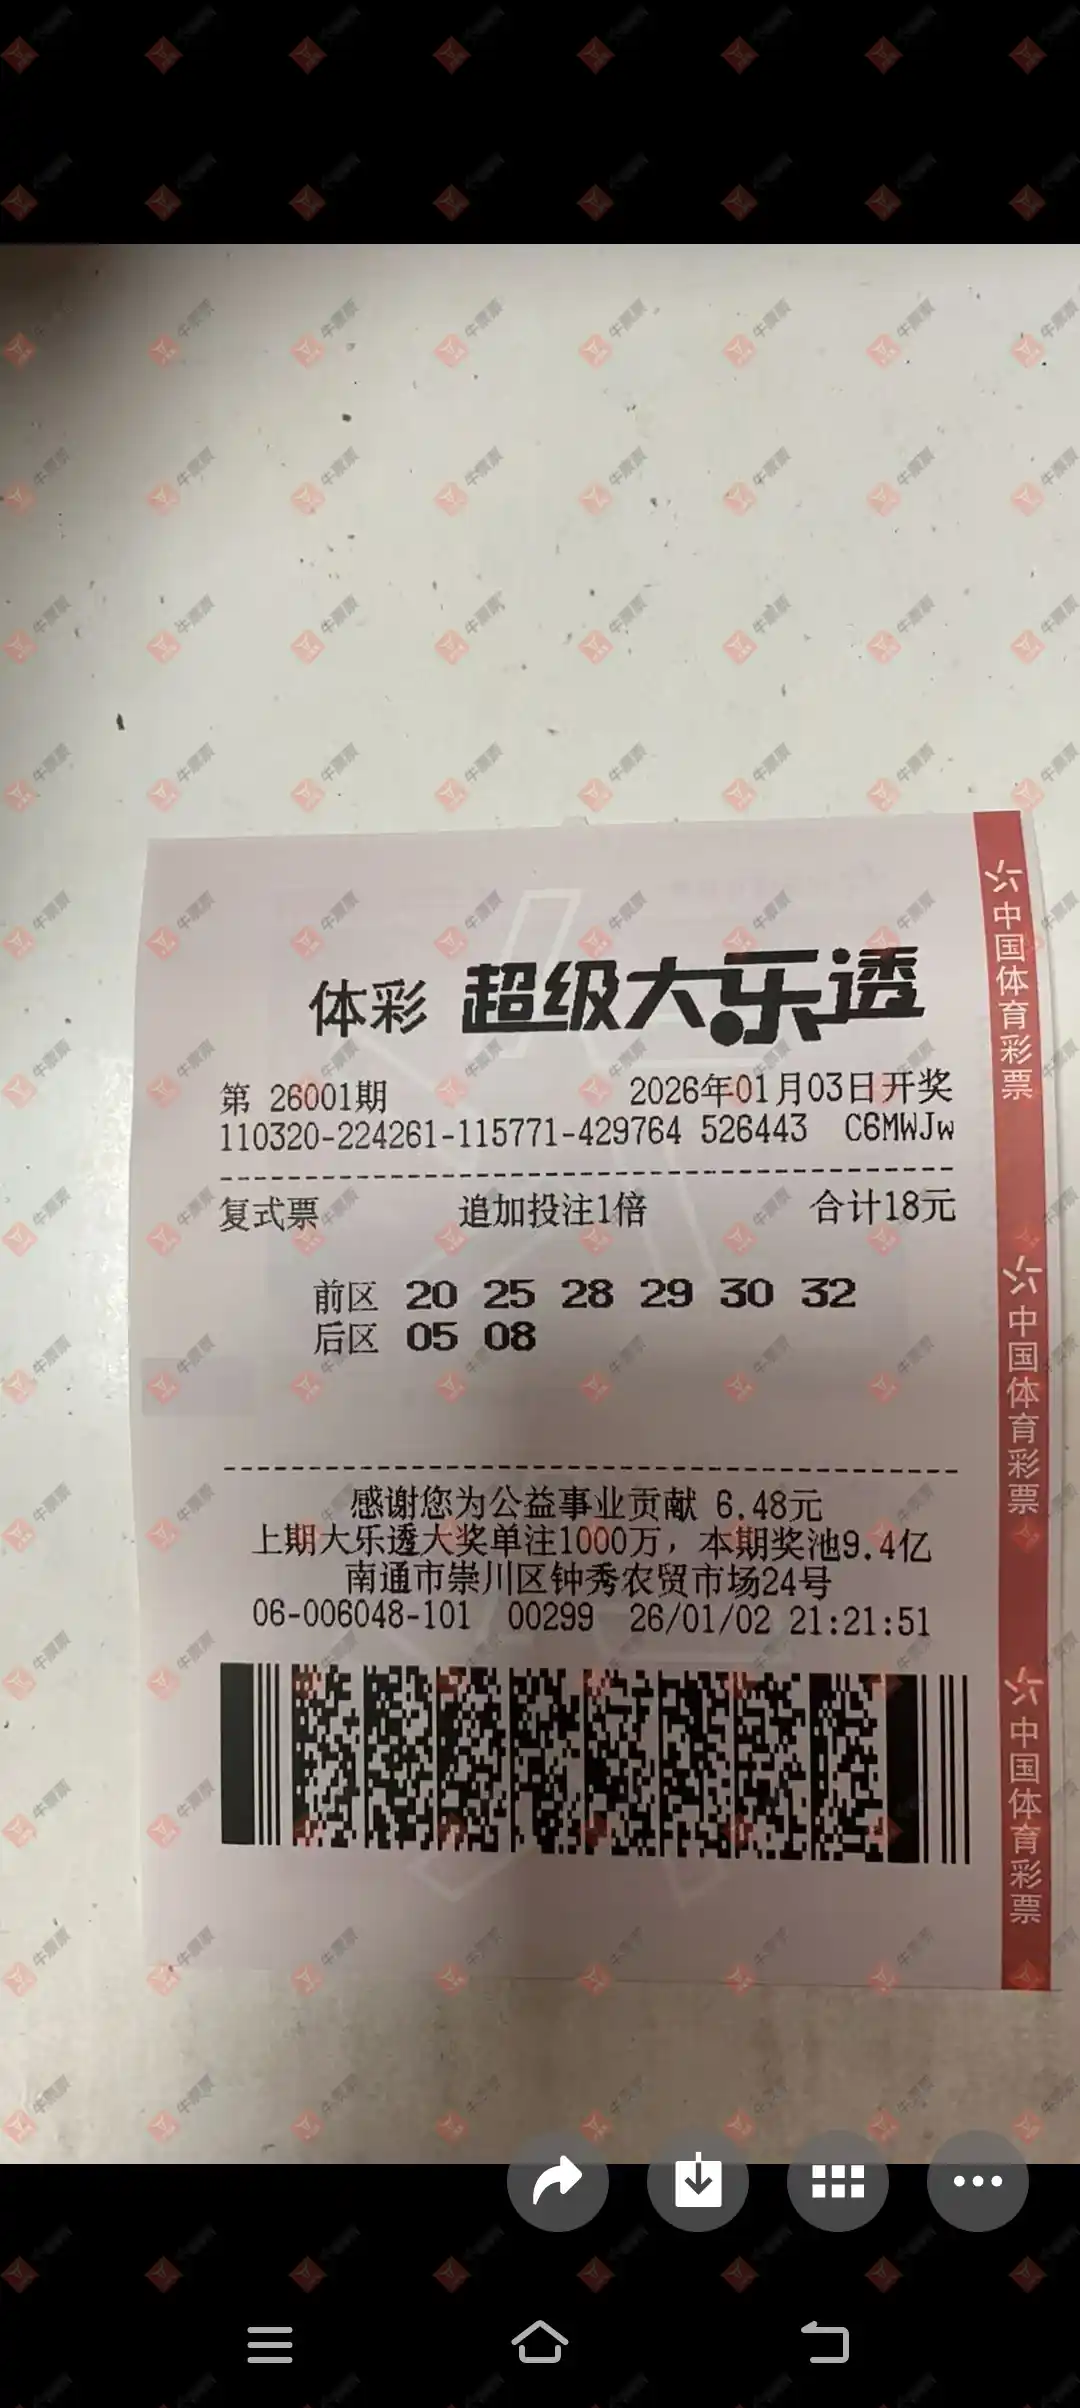 体彩 超级大乐透
第 26001期 2026年01月03日开奖
110320-224261-115771-429764 526443 C6MWJw
复式票 追加投注1倍 合计18元
前区 20 25 28 29 30 32
后区 05 08
感谢您为公益事业贡献 6.48元
上期大乐透大奖单注1000万，本期奖池9.4亿
南通市崇川区钟秀农贸市场24号
06-006048-101 00299 26/01/02 21:21:51
中国体育彩票
中国体育彩票
中国体育彩票
牛票票